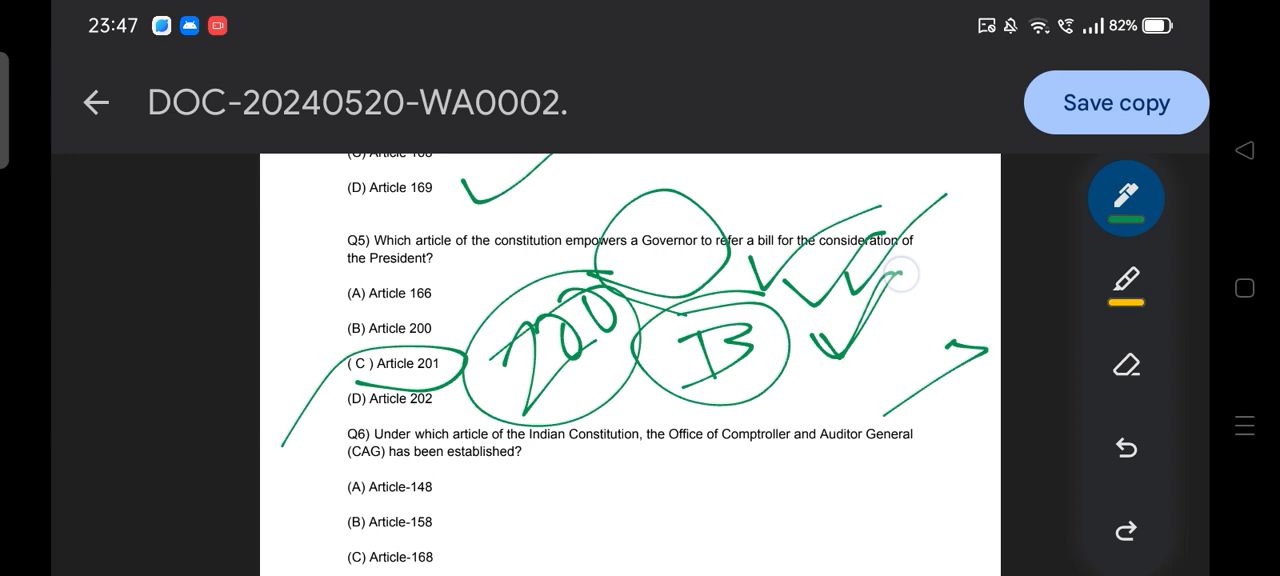 23:47
82%
DOC-20240520-WA0002.
Save copy
(D) Article 169
Q5) Which article of the constitution empowers a Governor to refer a bill for the consideration of
the President?
(A) Article 166
(B) Article 200
200
B
( C ) Article 201
(D) Article 202
Q6) Under which article of the Indian Constitution, the Office of Comptroller and Auditor General
(CAG) has been established?
(A) Article-148
(B) Article-158
(C) Article-168